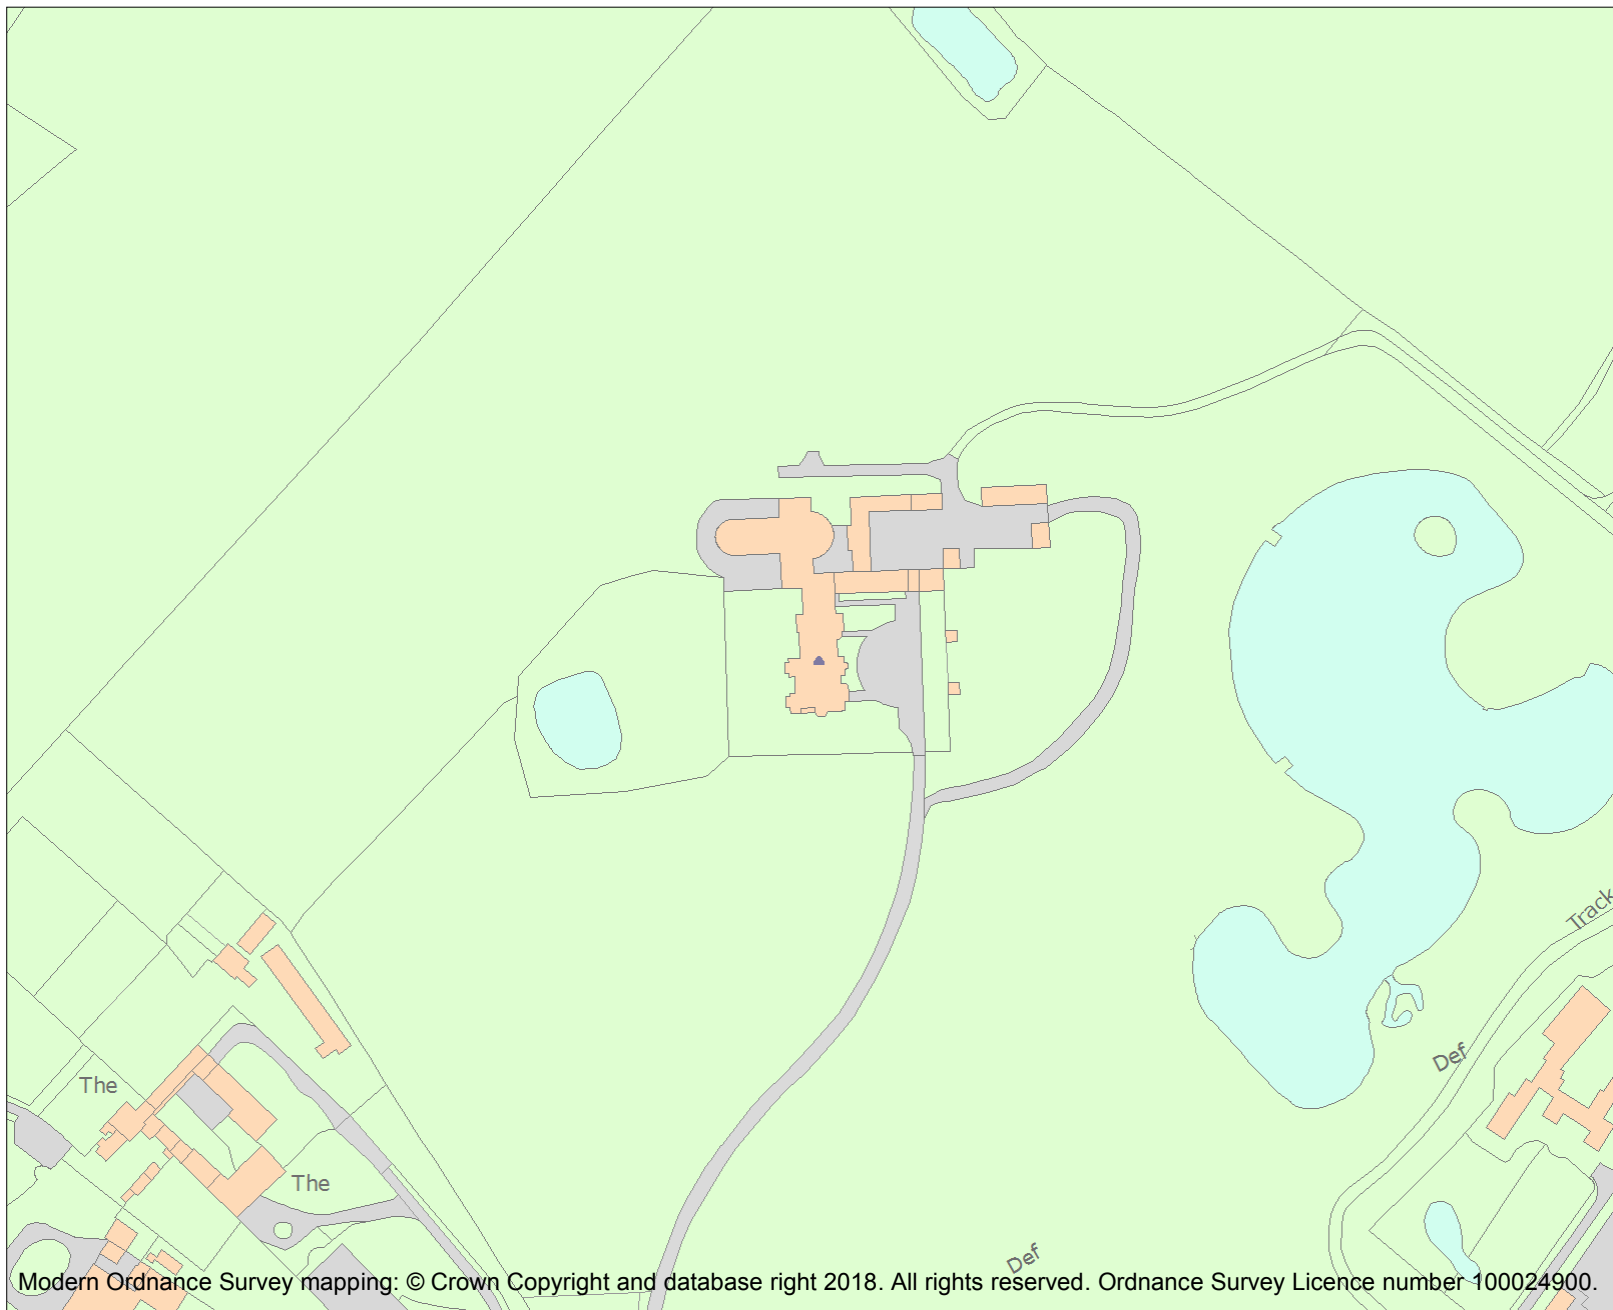 Track
Def
The
The
Def
Modern Ordnance Survey mapping: © Crown Copyright and database right 2018. All rights reserved. Ordnance Survey Licence number 100024900.